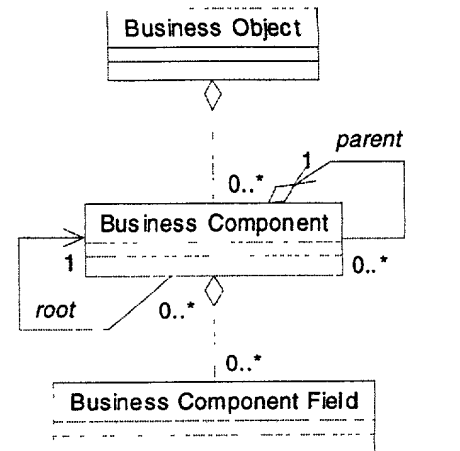 Business Object
parent
1
0..*
Business Component
1
0..*
root
0..*
0..*
Business Component Field